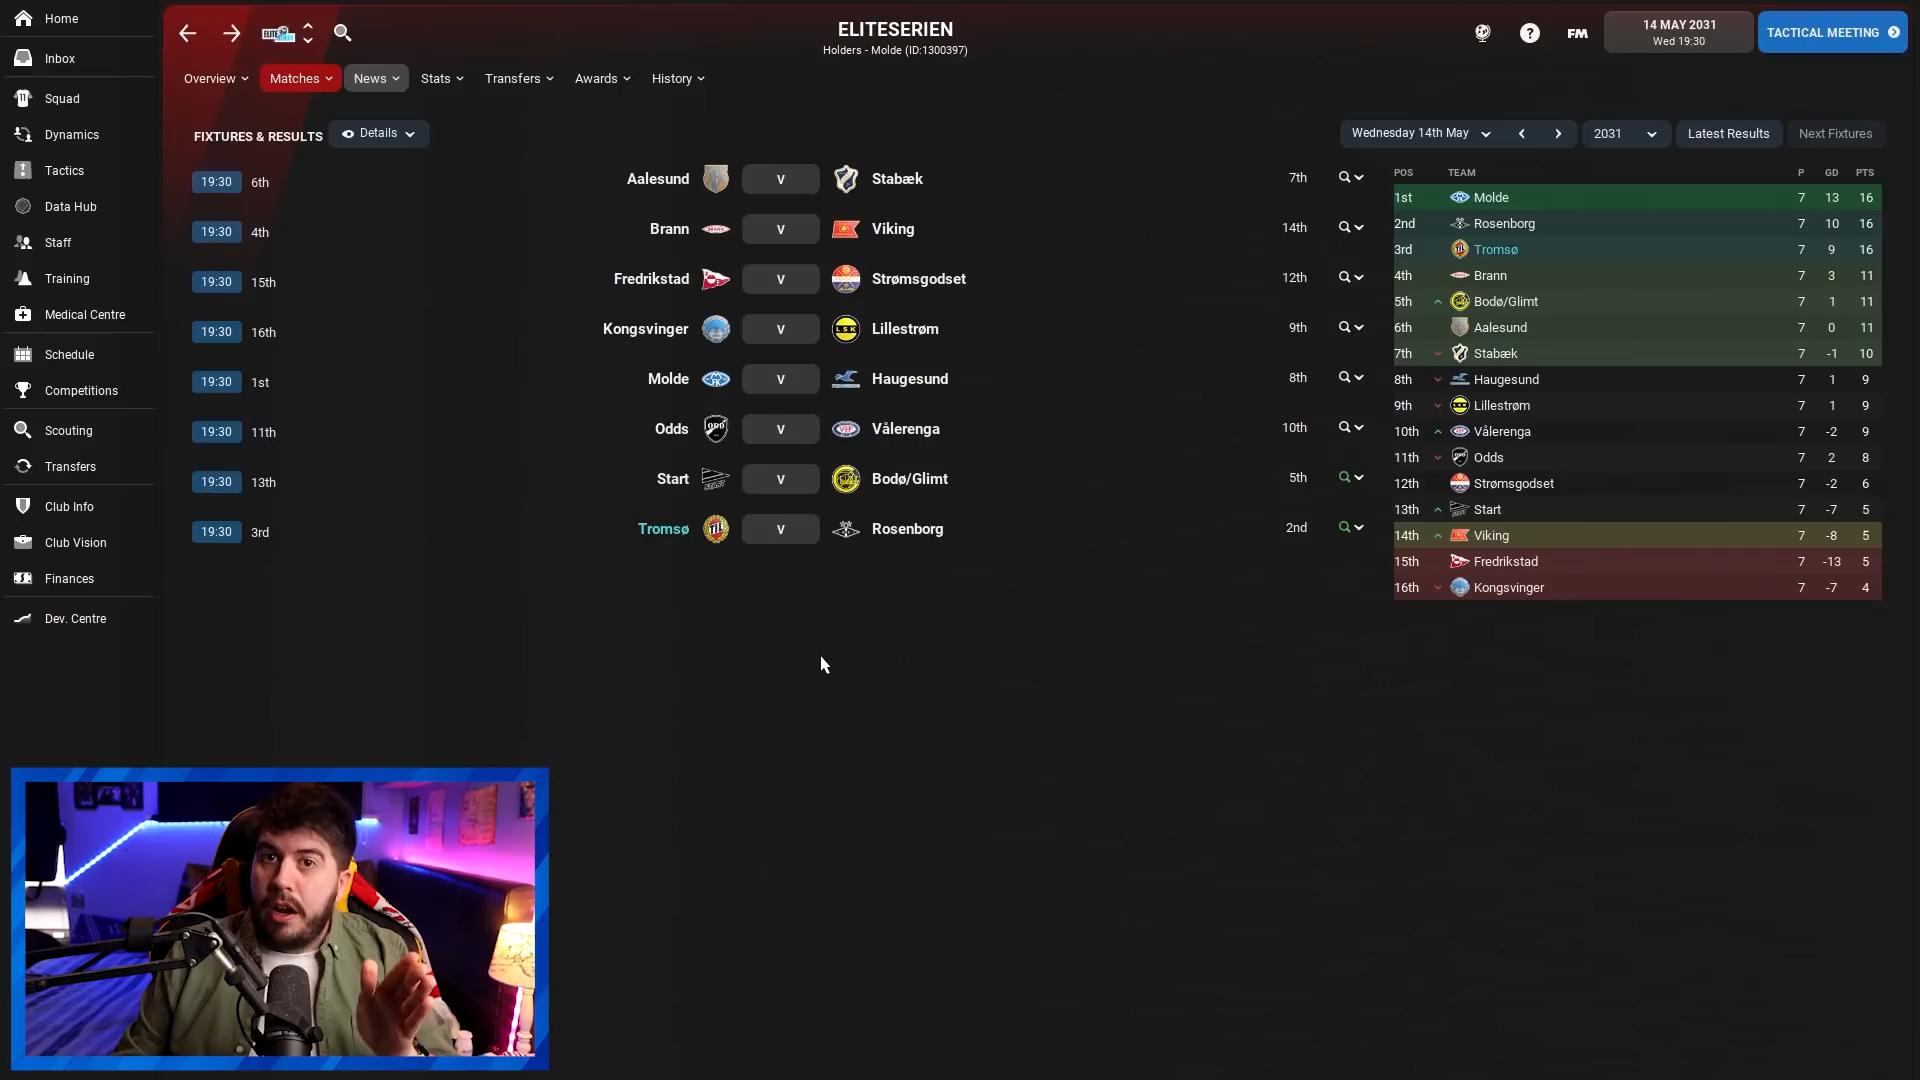 Home
Inbox
Squad
Dynamics
Tactics
Data Hub
Staff
Training
Medical Centre
Schedule
Competitions
Scouting
Transfers
Club Info
Club Vision
Finances
Dev. Centre
ELITESERIEN
Holders - Molde (ID:1300397)
FM
14 MAY 2031
Wed 19:30
TACTICAL MEETING
Overview Matches News Stats Transfers Awards History
FIXTURES & RESULTS Details
Wednesday 14th May 2031 Latest Results Next Fixtures
19:30 6th Aalesund V Stabæk 7th
19:30 4th Brann V Viking 14th
19:30 15th Fredrikstad V Strømsgodset 12th
19:30 16th Kongsvinger V Lillestrøm 9th
19:30 1st Molde V Haugesund 8th
19:30 11th Odds V Vålerenga 10th
19:30 13th Start V Bodø/Glimt 5th
19:30 3rd Tromsø V Rosenborg 2nd
POS TEAM P GD PTS
1st Molde 7 13 16
2nd Rosenborg 7 10 16
3rd Tromsø 7 9 16
4th Brann 7 3 11
5th Bodø/Glimt 7 1 11
6th Aalesund 7 0 11
7th Stabæk 7 -1 10
8th Haugesund 7 1 9
9th Lillestrøm 7 1 9
10th Vålerenga 7 -2 9
11th Odds 7 2 8
12th Strømsgodset 7 -2 6
13th Start 7 -7 5
14th Viking 7 -8 5
15th Fredrikstad 7 -13 5
16th Kongsvinger 7 -7 4